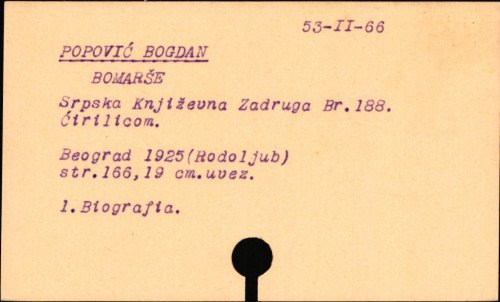 53-II-66
POPOVIĆ BOGDAN
BOMARŠE
Srpska Književna Zadruga Br.188.
Ćirilicom.
Beograd 1925(Rodoljub)
str.166,19 cm.uvez.
1.Biografia.